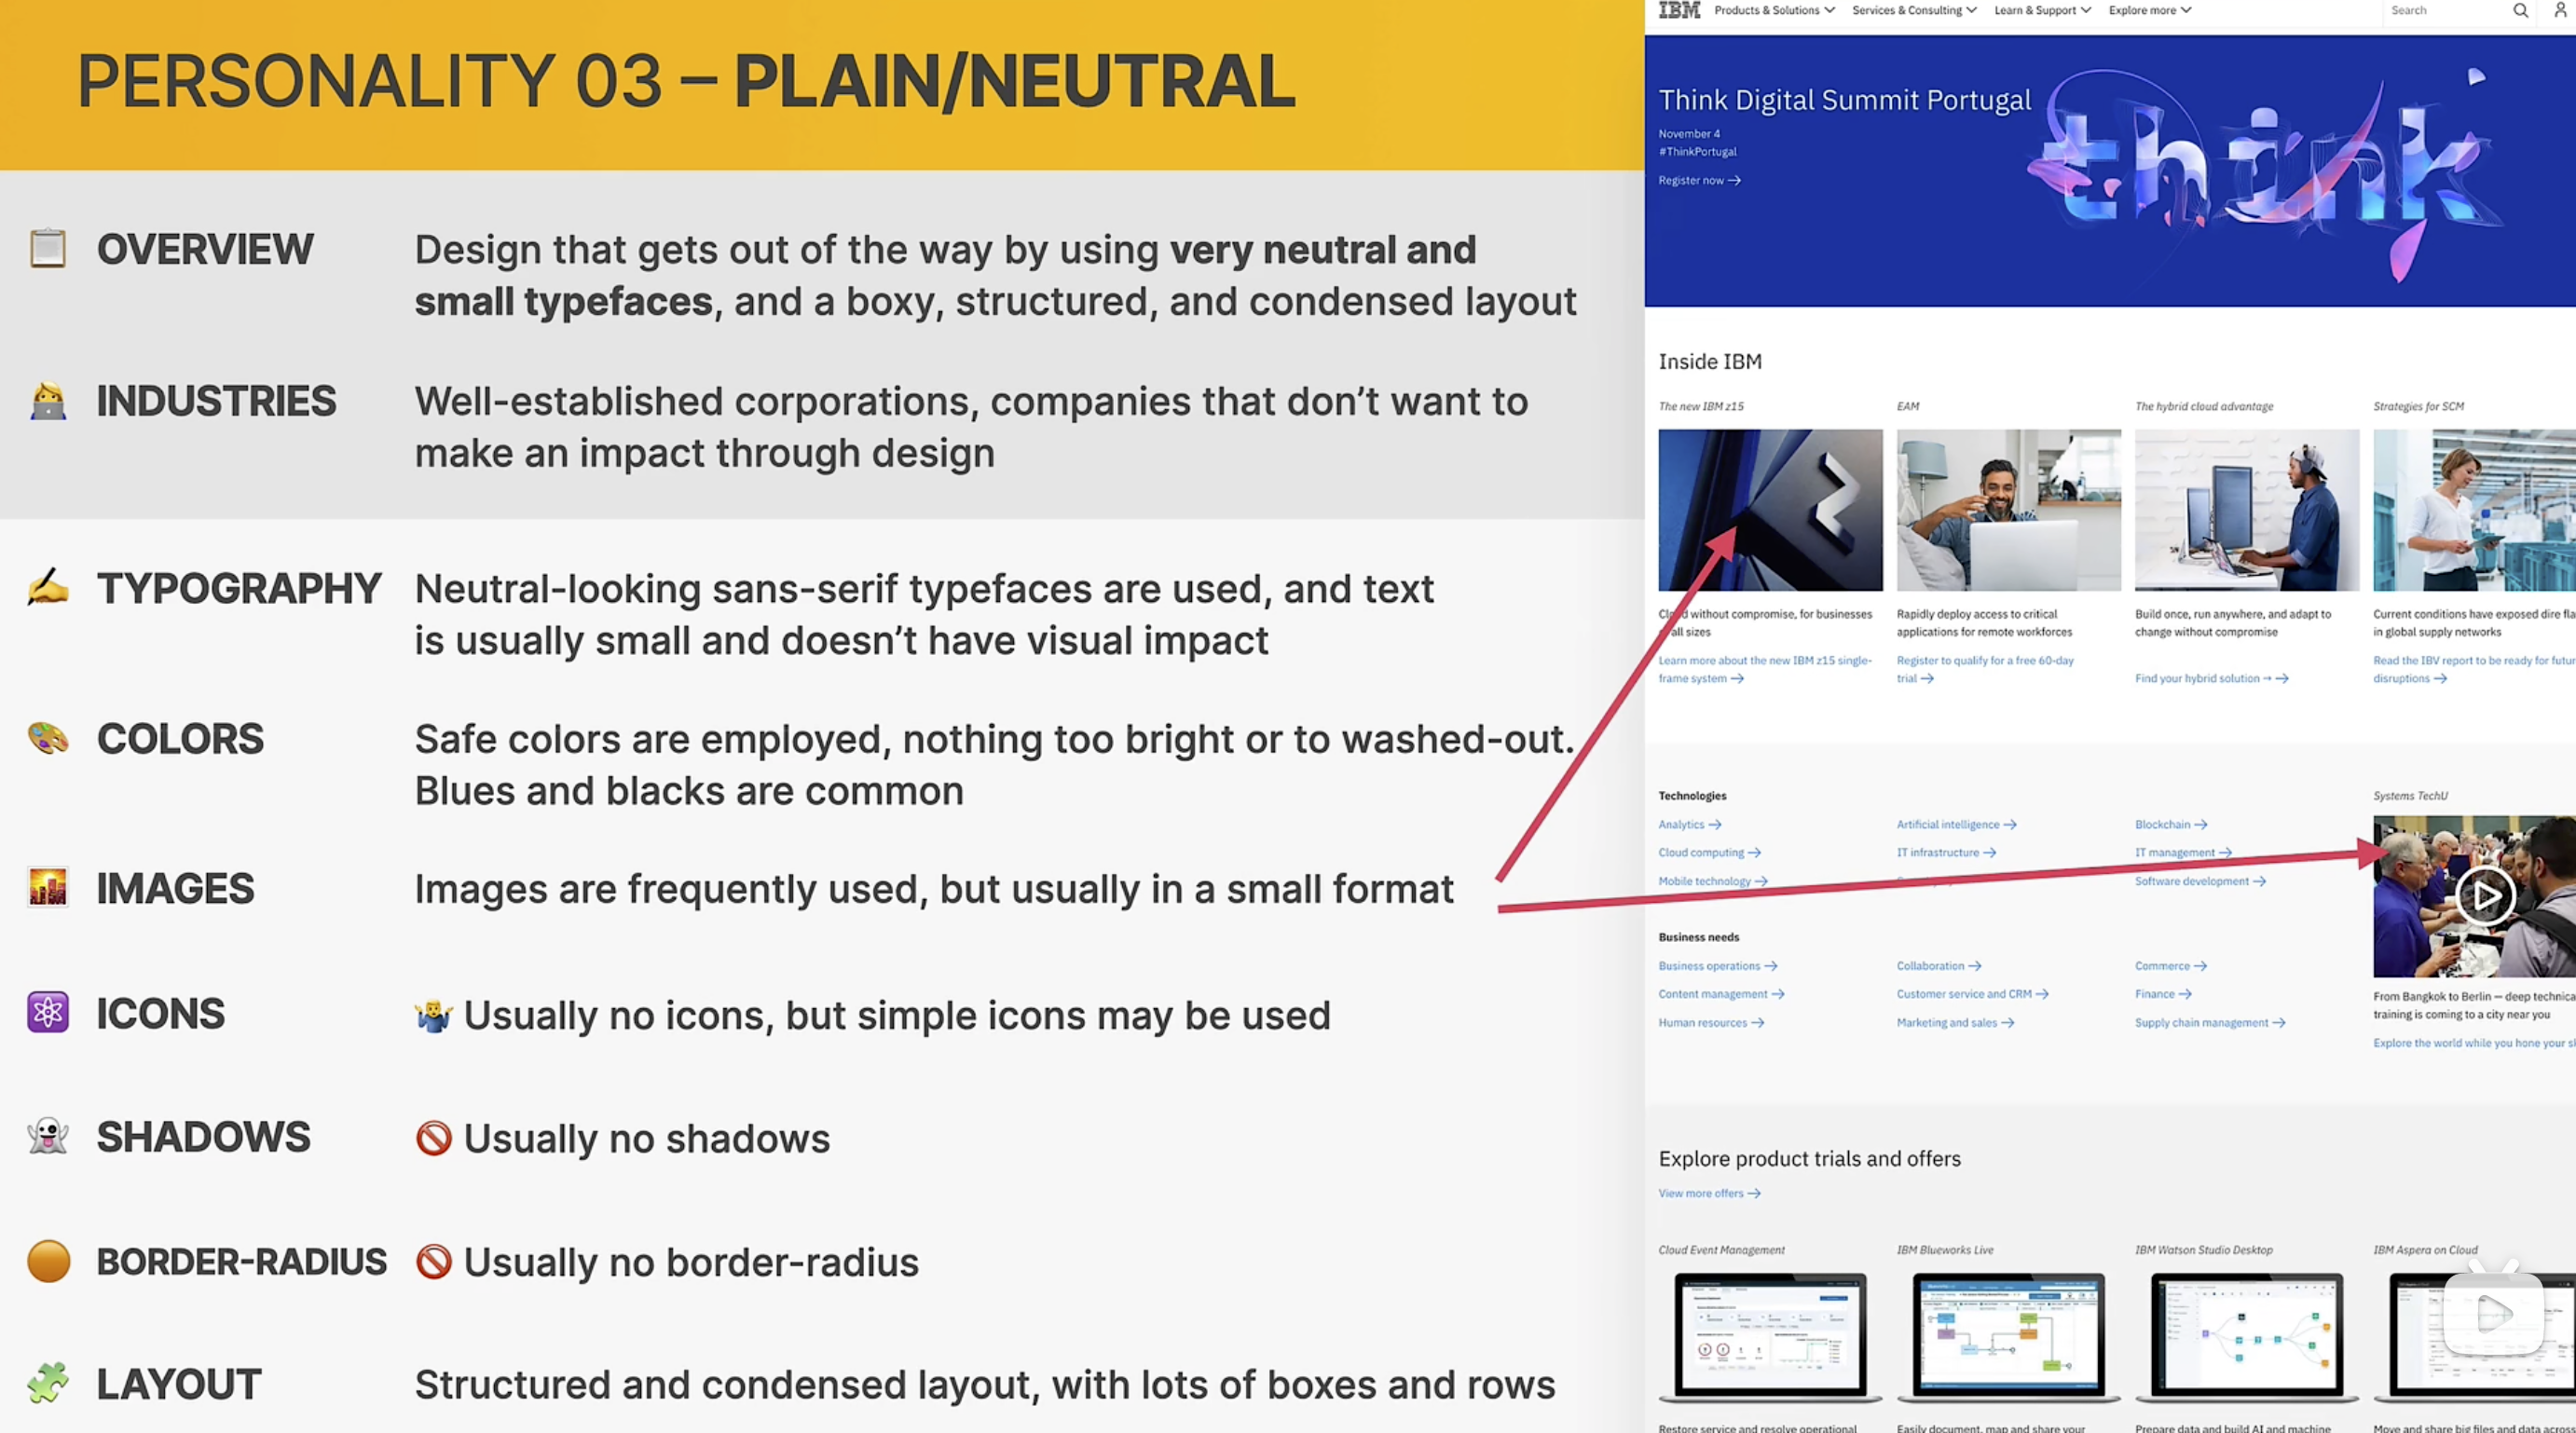 PERSONALITY 03 – PLAIN/NEUTRAL
OVERVIEW
Design that gets out of the way by using very neutral and
small typefaces, and a boxy, structured, and condensed layout
INDUSTRIES
Well-established corporations, companies that don’t want to
make an impact through design
TYPOGRAPHY
Neutral-looking sans-serif typefaces are used, and text
is usually small and doesn’t have visual impact
COLORS
Safe colors are employed, nothing too bright or to washed-out.
Blues and blacks are common
IMAGES
Images are frequently used, but usually in a small format
ICONS
Usually no icons, but simple icons may be used
SHADOWS
Usually no shadows
BORDER-RADIUS
Usually no border-radius
LAYOUT
Structured and condensed layout, with lots of boxes and rows
IBM
Products & Solutions
Services & Consulting
Learn & Support
Explore more
Search
Think Digital Summit Portugal
November 4
#ThinkPortugal
Register now →
think
Inside IBM
The new IBM z15
Cloud without compromise, for businesses
all sizes
Learn more about the new IBM z15 single-
frame system →
EAM
Rapidly deploy access to critical
applications for remote workforces
Register to qualify for a free 60-day
trial →
The hybrid cloud advantage
Build once, run anywhere, and adapt to
change without compromise
Find your hybrid solution → →
Strategies for SCM
Current conditions have exposed dire
in global supply networks
Read the IBV report to be ready for
disruptions →
Technologies
Analytics →
Artificial intelligence →
Blockchain →
Cloud computing →
IT infrastructure →
IT management →
Mobile technology →
Software development →
Business needs
Business operations →
Collaboration →
Commerce →
Content management →
Customer service and CRM →
Finance →
Human resources →
Marketing and sales →
Supply chain management →
Systems TechU
From Bangkok to Berlin — deep
training is coming to a city near you
Explore the world while you hone your
Explore product trials and offers
View more offers →
Cloud Event Management
Restore service and resolve operational
IBM Blueworks Live
Easily document, map and share your
IBM Watson Studio Desktop
Prepare data and build AI and machine
IBM Aspera on Cloud
Move and share big files and data